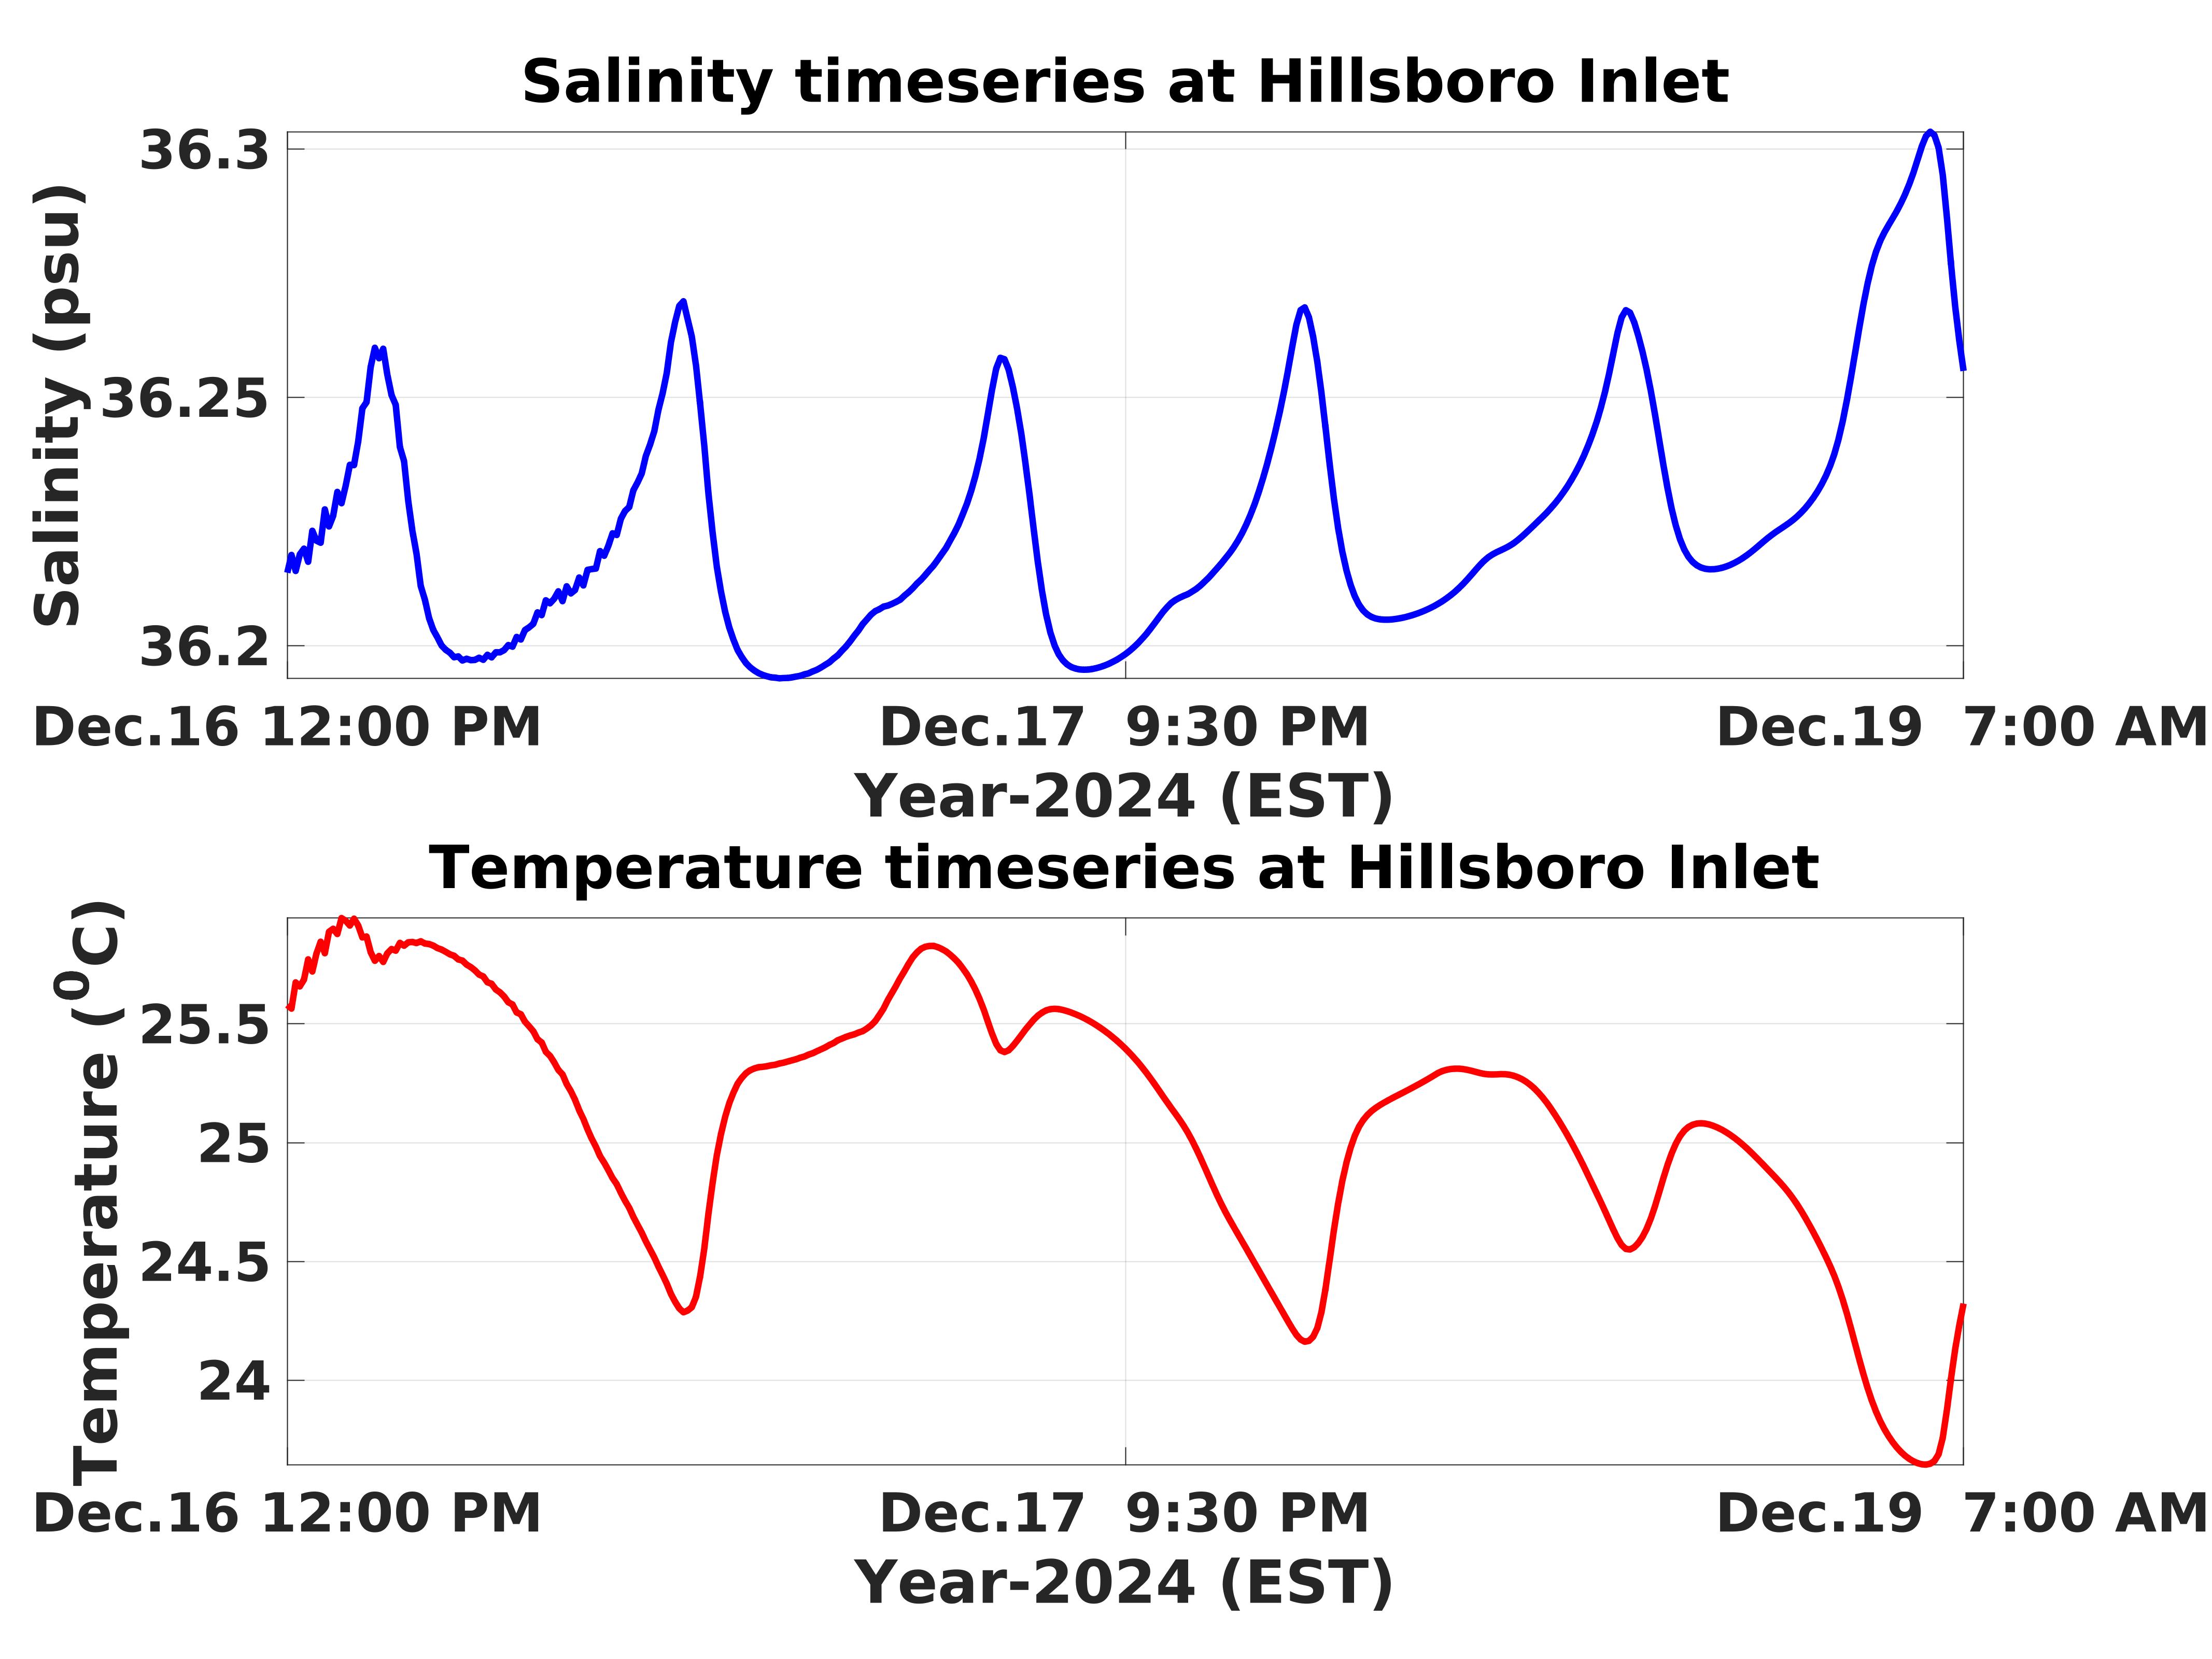 Salinity timeseries at Hillsboro Inlet
Salinity (psu)
36.3
36.25
36.2
Dec.16 12:00 PM
Dec.17  9:30 PM
Dec.19  7:00 AM
Year-2024 (EST)
Temperature timeseries at Hillsboro Inlet
Temperature (⁰C)
25.5
25
24.5
24
Dec.16 12:00 PM
Dec.17  9:30 PM
Dec.19  7:00 AM
Year-2024 (EST)